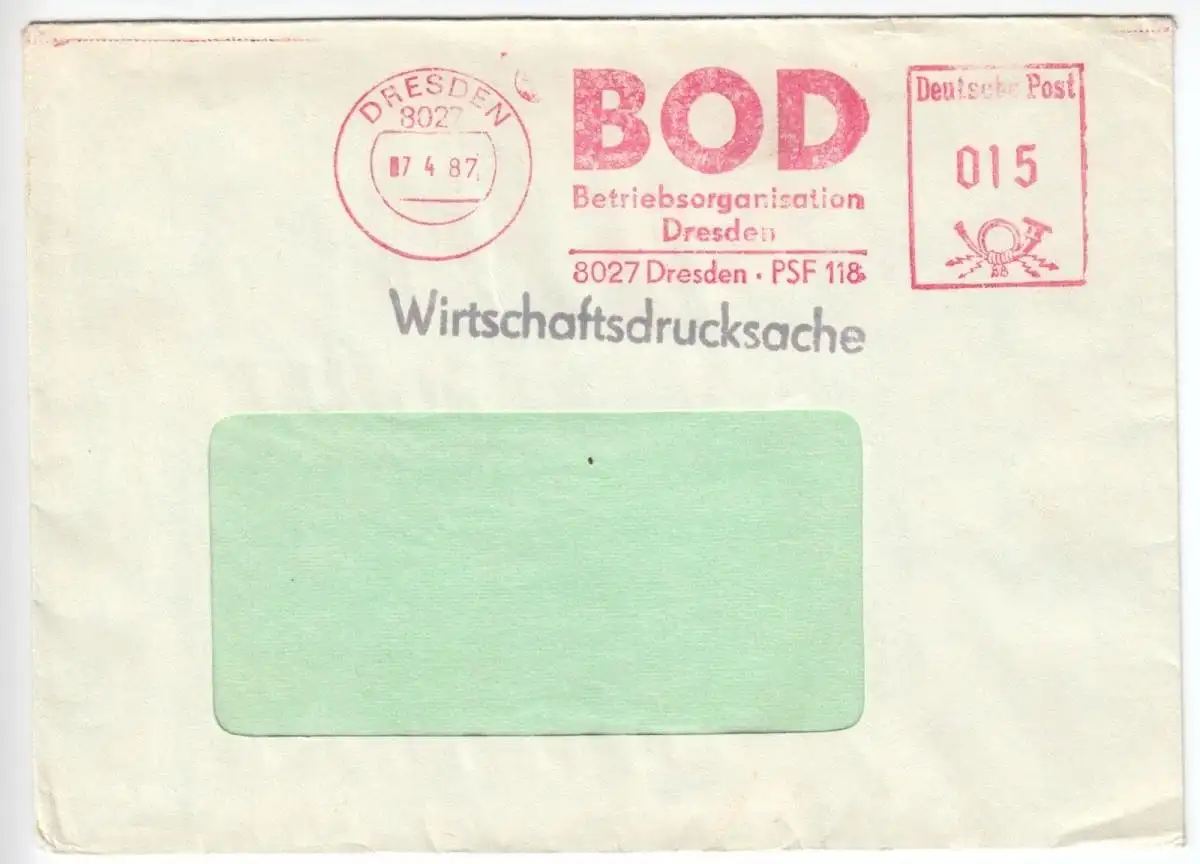 DRESDEN
8027
07 4 87
BOD
Betriebsorganisation
Dresden
8027 Dresden · PSF 118
Deutsche Post
015
Wirtschaftsdrucksache